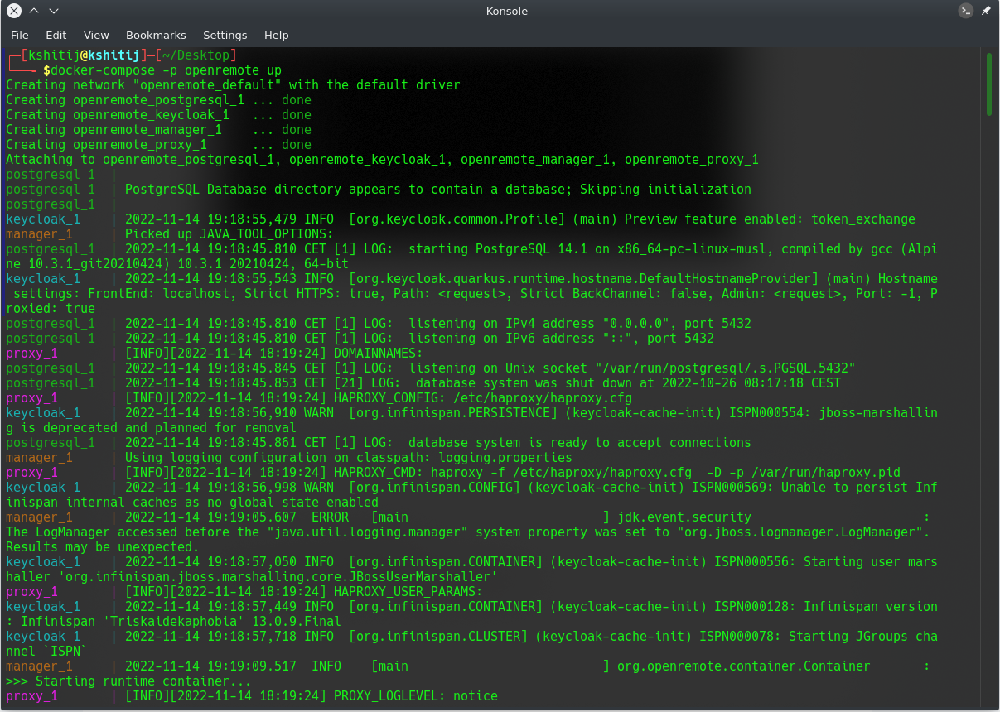 — Konsole
File Edit View Bookmarks Settings Help
┌─[kshitij@kshitij]─[~/Desktop]
└──╼ $docker-compose -p openremote up
Creating network "openremote_default" with the default driver
Creating openremote_postgresql_1 ... done
Creating openremote_keycloak_1   ... done
Creating openremote_manager_1    ... done
Creating openremote_proxy_1      ... done
Attaching to openremote_postgresql_1, openremote_keycloak_1, openremote_manager_1, openremote_proxy_1
postgresql_1  |
postgresql_1  | PostgreSQL Database directory appears to contain a database; Skipping initialization
postgresql_1  |
keycloak_1    | 2022-11-14 19:18:55,479 INFO  [org.keycloak.common.Profile] (main) Preview feature enabled: token_exchange
manager_1     | Picked up JAVA_TOOL_OPTIONS:
postgresql_1  | 2022-11-14 19:18:45.810 CET [1] LOG:  starting PostgreSQL 14.1 on x86_64-pc-linux-musl, compiled by gcc (Alpi
ne 10.3.1_git20210424) 10.3.1 20210424, 64-bit
keycloak_1    | 2022-11-14 19:18:55,543 INFO  [org.keycloak.quarkus.runtime.hostname.DefaultHostnameProvider] (main) Hostname
 settings: FrontEnd: localhost, Strict HTTPS: true, Path: <request>, Strict BackChannel: false, Admin: <request>, Port: -1, P
roxied: true
postgresql_1  | 2022-11-14 19:18:45.810 CET [1] LOG:  listening on IPv4 address "0.0.0.0", port 5432
postgresql_1  | 2022-11-14 19:18:45.810 CET [1] LOG:  listening on IPv6 address "::", port 5432
proxy_1       | [INFO][2022-11-14 18:19:24] DOMAINNAMES:
postgresql_1  | 2022-11-14 19:18:45.845 CET [1] LOG:  listening on Unix socket "/var/run/postgresql/.s.PGSQL.5432"
postgresql_1  | 2022-11-14 19:18:45.853 CET [21] LOG:  database system was shut down at 2022-10-26 08:17:18 CEST
proxy_1       | [INFO][2022-11-14 18:19:24] HAPROXY_CONFIG: /etc/haproxy/haproxy.cfg
keycloak_1    | 2022-11-14 19:18:56,910 WARN  [org.infinispan.PERSISTENCE] (keycloak-cache-init) ISPN000554: jboss-marshallin
g is deprecated and planned for removal
postgresql_1  | 2022-11-14 19:18:45.861 CET [1] LOG:  database system is ready to accept connections
manager_1     | Using logging configuration on classpath: logging.properties
proxy_1       | [INFO][2022-11-14 18:19:24] HAPROXY_CMD: haproxy -f /etc/haproxy/haproxy.cfg  -D -p /var/run/haproxy.pid
keycloak_1    | 2022-11-14 19:18:56,998 WARN  [org.infinispan.CONFIG] (keycloak-cache-init) ISPN000569: Unable to persist Inf
inispan internal caches as no global state enabled
manager_1     | 2022-11-14 19:19:05.607  ERROR   [main                          ] jdk.event.security                       :
The LogManager accessed before the "java.util.logging.manager" system property was set to "org.jboss.logmanager.LogManager".
Results may be unexpected.
keycloak_1    | 2022-11-14 19:18:57,050 INFO  [org.infinispan.CONTAINER] (keycloak-cache-init) ISPN000556: Starting user mars
haller 'org.infinispan.jboss.marshalling.core.JBossUserMarshaller'
proxy_1       | [INFO][2022-11-14 18:19:24] HAPROXY_USER_PARAMS:
keycloak_1    | 2022-11-14 19:18:57,449 INFO  [org.infinispan.CONTAINER] (keycloak-cache-init) ISPN000128: Infinispan version
: Infinispan 'Triskaidekaphobia' 13.0.9.Final
keycloak_1    | 2022-11-14 19:18:57,718 INFO  [org.infinispan.CLUSTER] (keycloak-cache-init) ISPN000078: Starting JGroups cha
nnel `ISPN`
manager_1     | 2022-11-14 19:19:09.517  INFO    [main                          ] org.openremote.container.Container       :
>>> Starting runtime container...
proxy_1       | [INFO][2022-11-14 18:19:24] PROXY_LOGLEVEL: notice